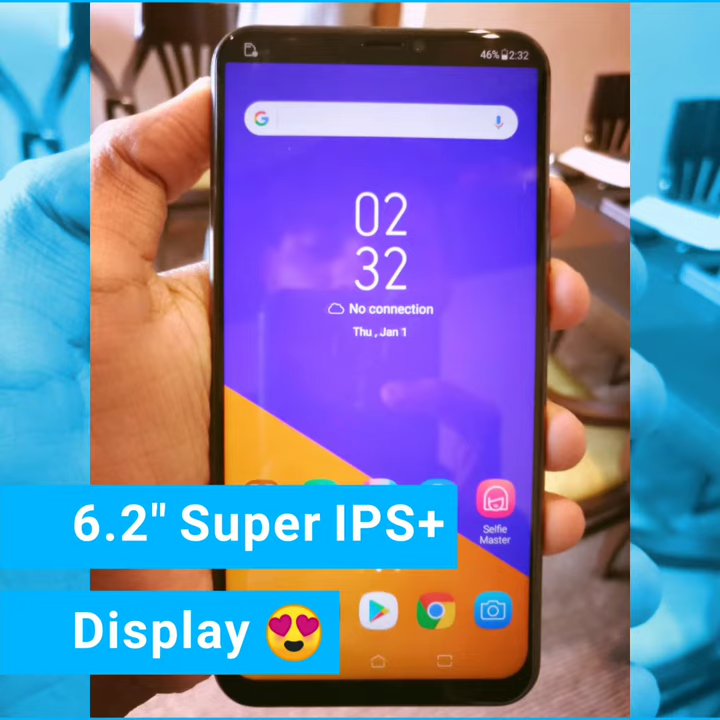 46% 2:32
02
32
No connection
Thu , Jan 1
Selfie
Master
6.2" Super IPS+
Display 😍